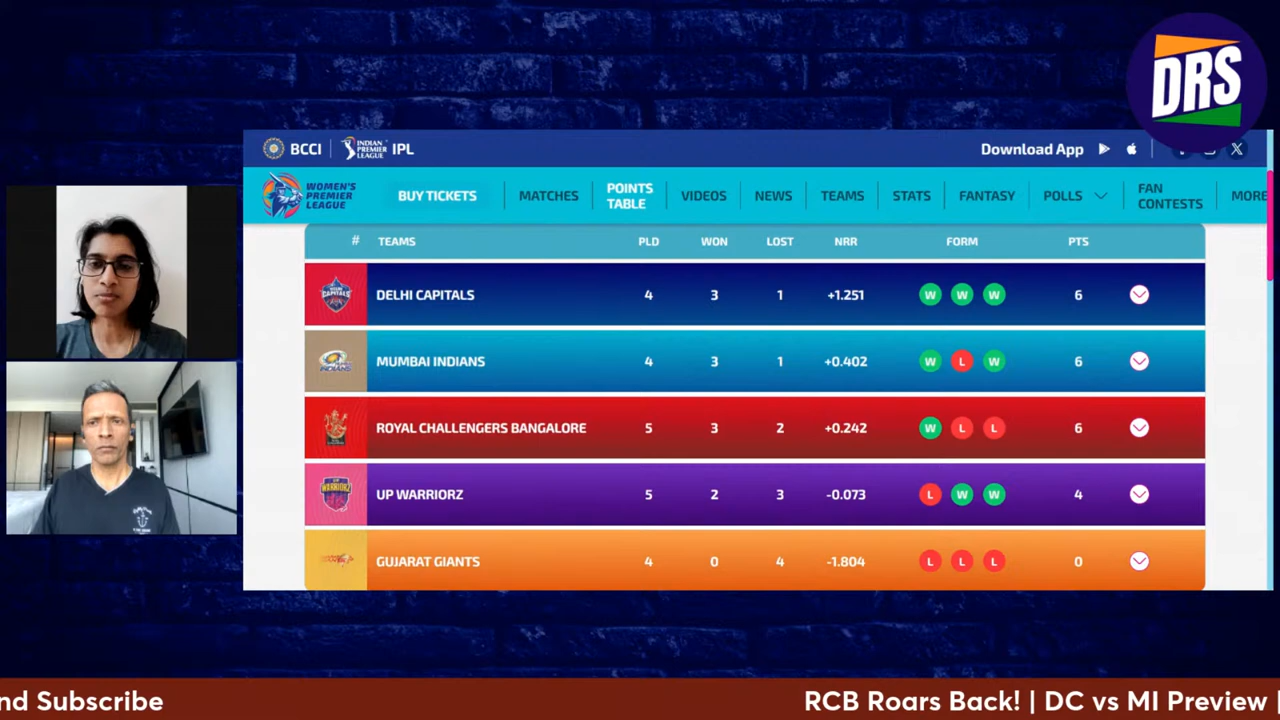 DRS
BCCI
INDIAN
PREMIER
LEAGUE
IPL
Download App
WOMEN'S
PREMIER
LEAGUE
BUY TICKETS
MATCHES
POINTS
TABLE
VIDEOS
NEWS
TEAMS
STATS
FANTASY
POLLS
FAN
CONTESTS
MORE
# TEAMS PLD WON LOST NRR FORM PTS
DELHI CAPITALS 4 3 1 +1.251 W W W 6
MUMBAI INDIANS 4 3 1 +0.402 W L W 6
ROYAL CHALLENGERS BANGALORE 5 3 2 +0.242 W L L 6
UP WARRIORZ 5 2 3 -0.073 L W W 4
GUJARAT GIANTS 4 0 4 -1.804 L L L 0
nd Subscribe
RCB Roars Back! | DC vs MI Preview |